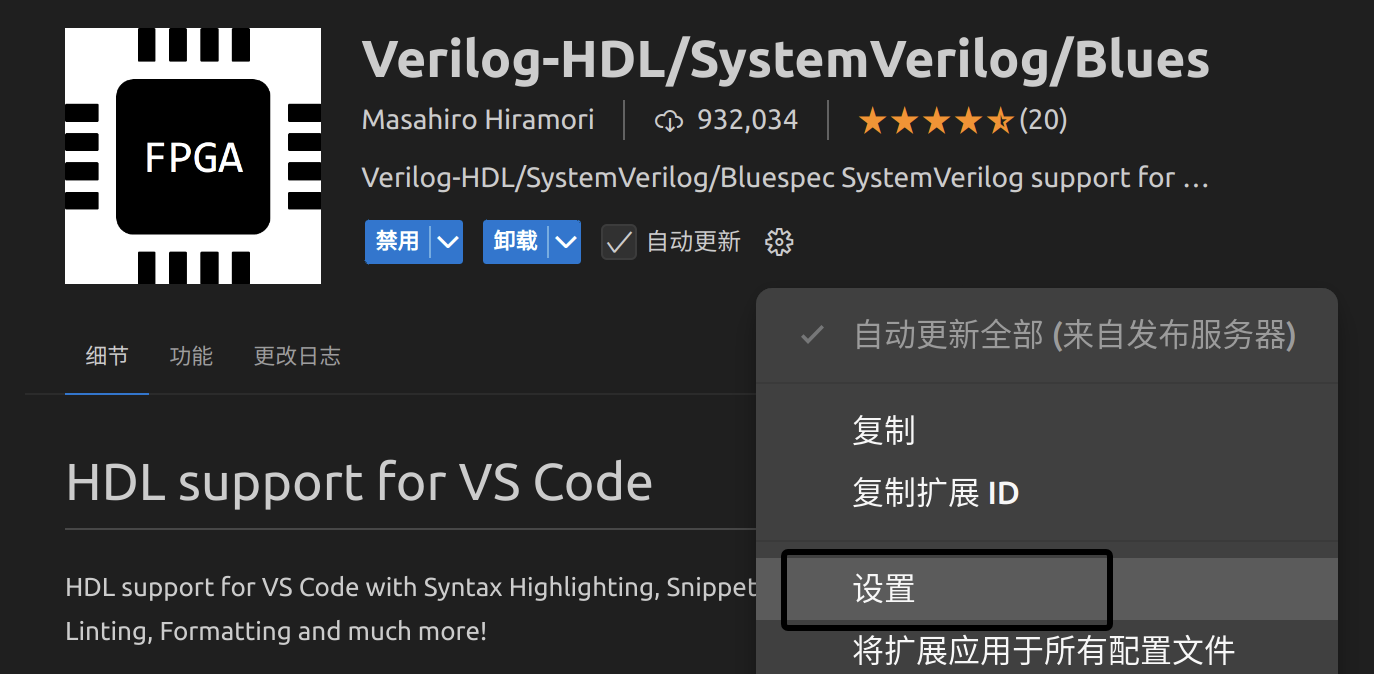 FPGA
Verilog-HDL/SystemVerilog/Blues
Masahiro Hiramori 932,034 (20)
Verilog-HDL/SystemVerilog/Bluespec SystemVerilog support for …
禁用 卸载 自动更新
自动更新全部 (来自发布服务器)
细节 功能 更改日志
复制
HDL support for VS Code
复制扩展 ID
设置
HDL support for VS Code with Syntax Highlighting, Snippet
Linting, Formatting and much more!
将扩展应用于所有配置文件